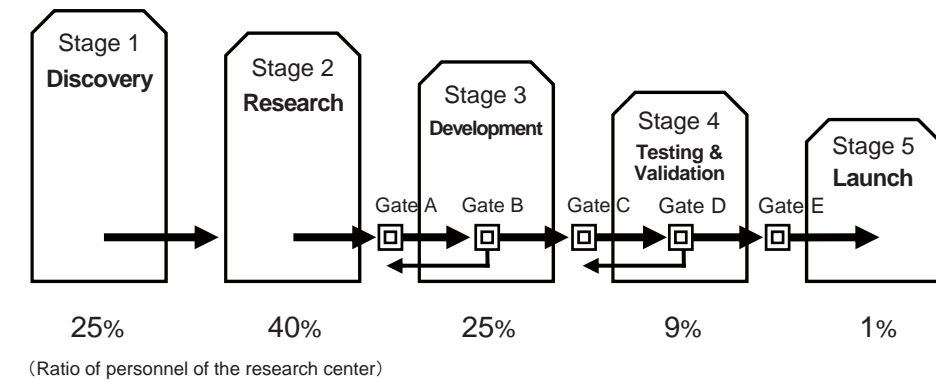 Stage 1
Discovery
Stage 2
Research
Stage 3
Development
Stage 4
Testing &
Validation
Stage 5
Launch
Gate A
Gate B
Gate C
Gate D
Gate E
25%
40%
25%
9%
1%
（Ratio of personnel of the research center）